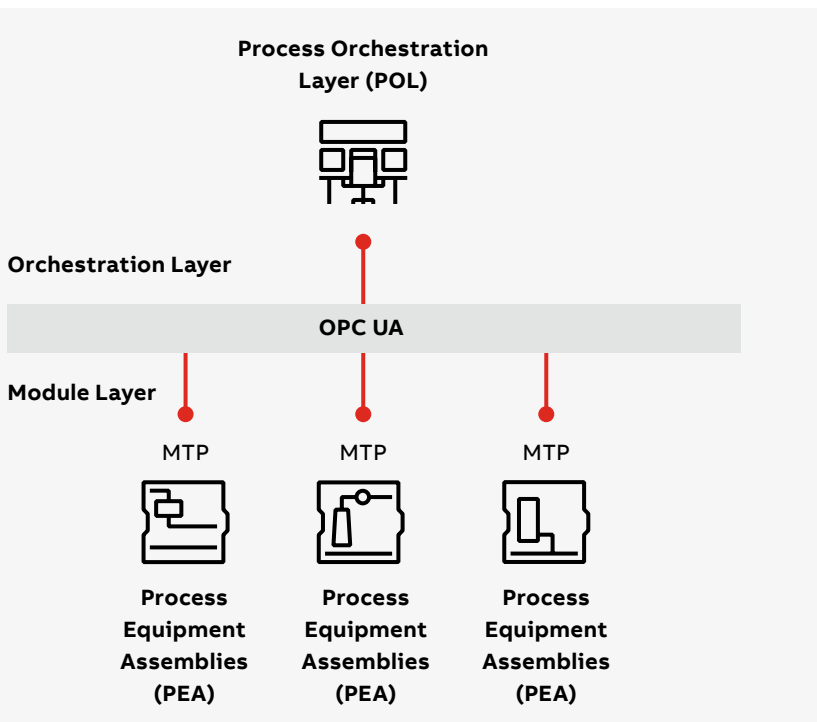 Process Orchestration
Layer (POL)
Orchestration Layer
OPC UA
Module Layer
MTP
MTP
MTP
Process
Equipment
Assemblies
(PEA)
Process
Equipment
Assemblies
(PEA)
Process
Equipment
Assemblies
(PEA)